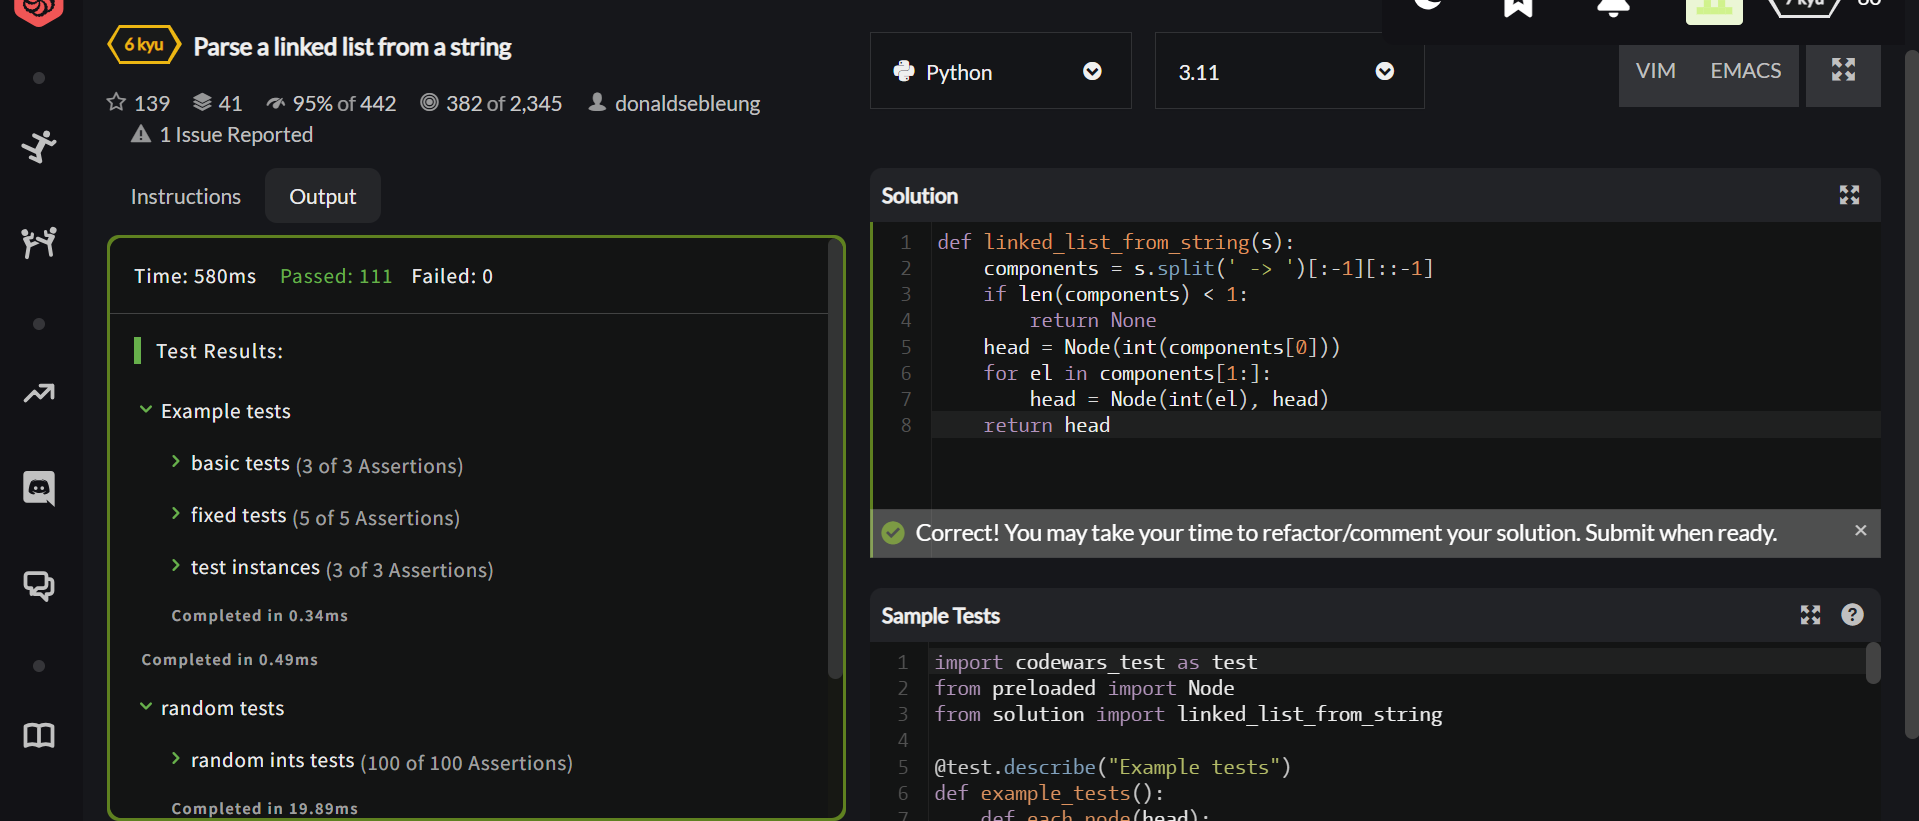 6 kyu Parse a linked list from a string
139 41 95% of 442 382 of 2,345 donaldsebleung
1 Issue Reported
Instructions Output
Time: 580ms Passed: 111 Failed: 0
Test Results:
Example tests
basic tests (3 of 3 Assertions)
fixed tests (5 of 5 Assertions)
test instances (3 of 3 Assertions)
Completed in 0.34ms
Completed in 0.49ms
random tests
random ints tests (100 of 100 Assertions)
Completed in 19.89ms
Python 3.11 VIM EMACS
Solution
1 def linked_list_from_string(s):
2     components = s.split(' -> ')[:-1][::-1]
3     if len(components) < 1:
4         return None
5     head = Node(int(components[0]))
6     for el in components[1:]:
7         head = Node(int(el), head)
8     return head
Correct! You may take your time to refactor/comment your solution. Submit when ready. ×
Sample Tests ?
1 import codewars_test as test
2 from preloaded import Node
3 from solution import linked_list_from_string
4
5 @test.describe("Example tests")
6 def example_tests():
7     def each_node(head):